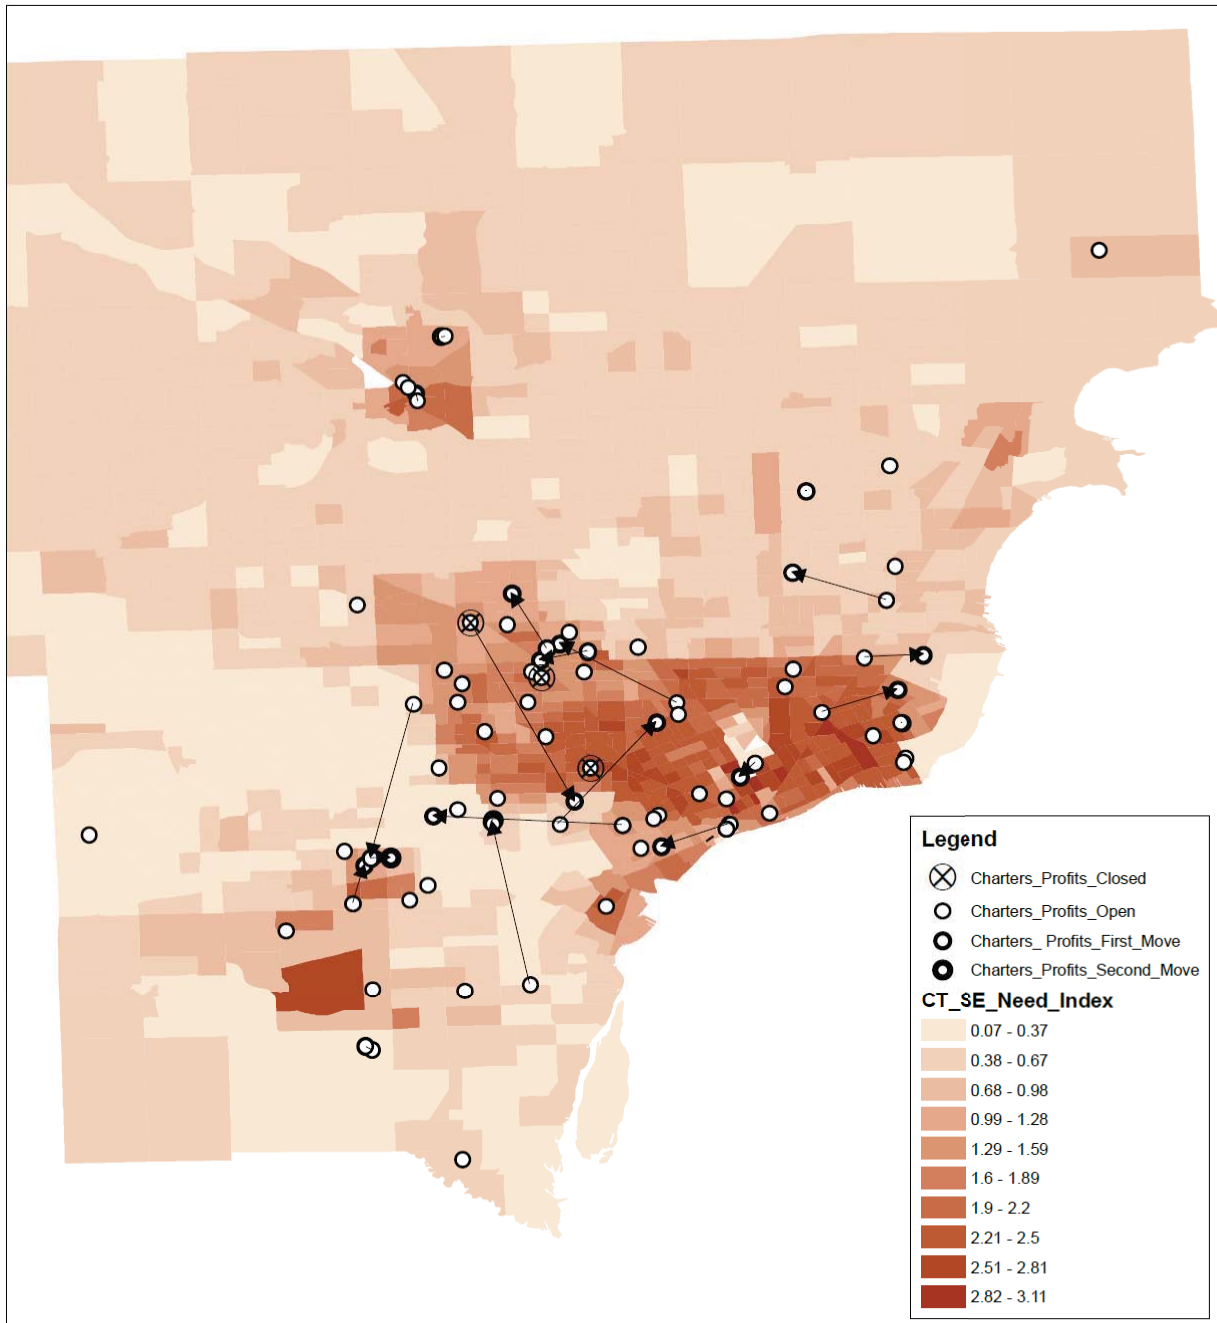 Legend
Charters_Profits_Closed
Charters_Profits_Open
Charters_ Profits_First_Move
Charters_Profits_Second_Move
CT_SE_Need_Index
0.07 - 0.37
0.38 - 0.67
0.68 - 0.98
0.99 - 1.28
1.29 - 1.59
1.6 - 1.89
1.9 - 2.2
2.21 - 2.5
2.51 - 2.81
2.82 - 3.11